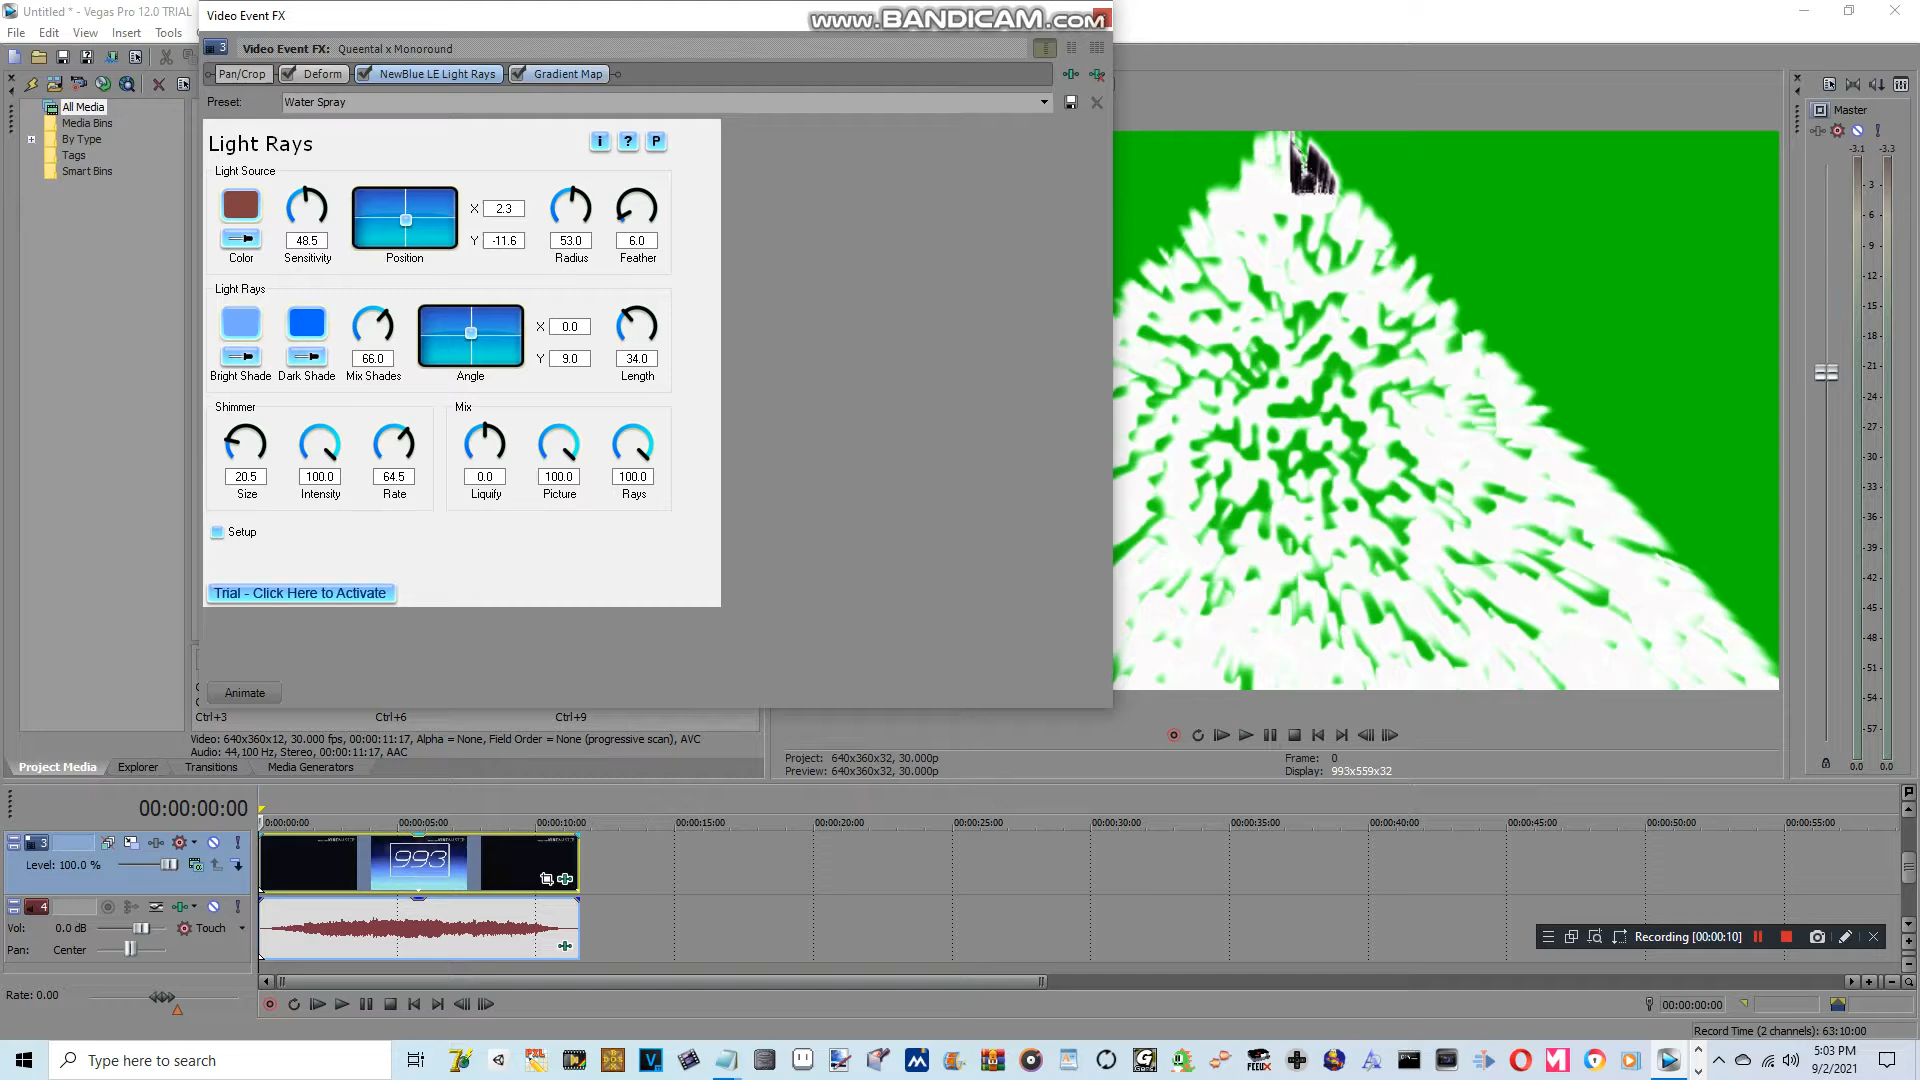 Untitled * - Vegas Pro 12.0 TRIAL
Video Event FX
www.BANDICAM.com
File Edit View Insert Tools
3 Video Event FX: Queental x Monoround
Pan/Crop Deform NewBlue LE Light Rays Gradient Map
Preset: Water Spray
All Media
Media Bins
By Type
Tags
Smart Bins
Light Rays
i ? P
Light Source
X 2.3
48.5 Y -11.6 53.0 6.0
Color Sensitivity Position Radius Feather
Light Rays
X 0.0
66.0 Y 9.0 34.0
Bright Shade Dark Shade Mix Shades Angle Length
Shimmer Mix
20.5 100.0 64.5 0.0 100.0 100.0
Size Intensity Rate Liquify Picture Rays
Setup
Trial - Click Here to Activate
Animate
Ctrl+3 Ctrl+6 Ctrl+9
Video: 640x360x12, 30.000 fps, 00:00:11:17, Alpha = None, Field Order = None (progressive scan), AVC
Audio: 44,100 Hz, Stereo, 00:00:11:17, AAC
Project Media Explorer Transitions Media Generators
Project: 640x360x32, 30.000p Frame: 0
Preview: 640x360x32, 30.000p Display: 993x559x32
Master
-3.1 -3.3
3
6
9
-12-
-15-
-18-
-21-
-24-
-27-
-30-
-33-
-36-
-39-
-42-
-45-
-48-
-51-
-54-
-57-
0.0 0.0
00:00:00:00
0:00:00:00 00:00:05:00 00:00:10:00 00:00:15:00 00:00:20:00 00:00:25:00 00:00:30:00 00:00:35:00 00:00:40:00 00:00:45:00 00:00:50:00 00:00:55:00
3
Level: 100.0 %
993
4
Vol: 0.0 dB Touch
Pan: Center
Recording [00:00:10]
Rate: 0.00
00:00:00:00
Record Time (2 channels): 63:10:00
Type here to search
5:03 PM
9/2/2021